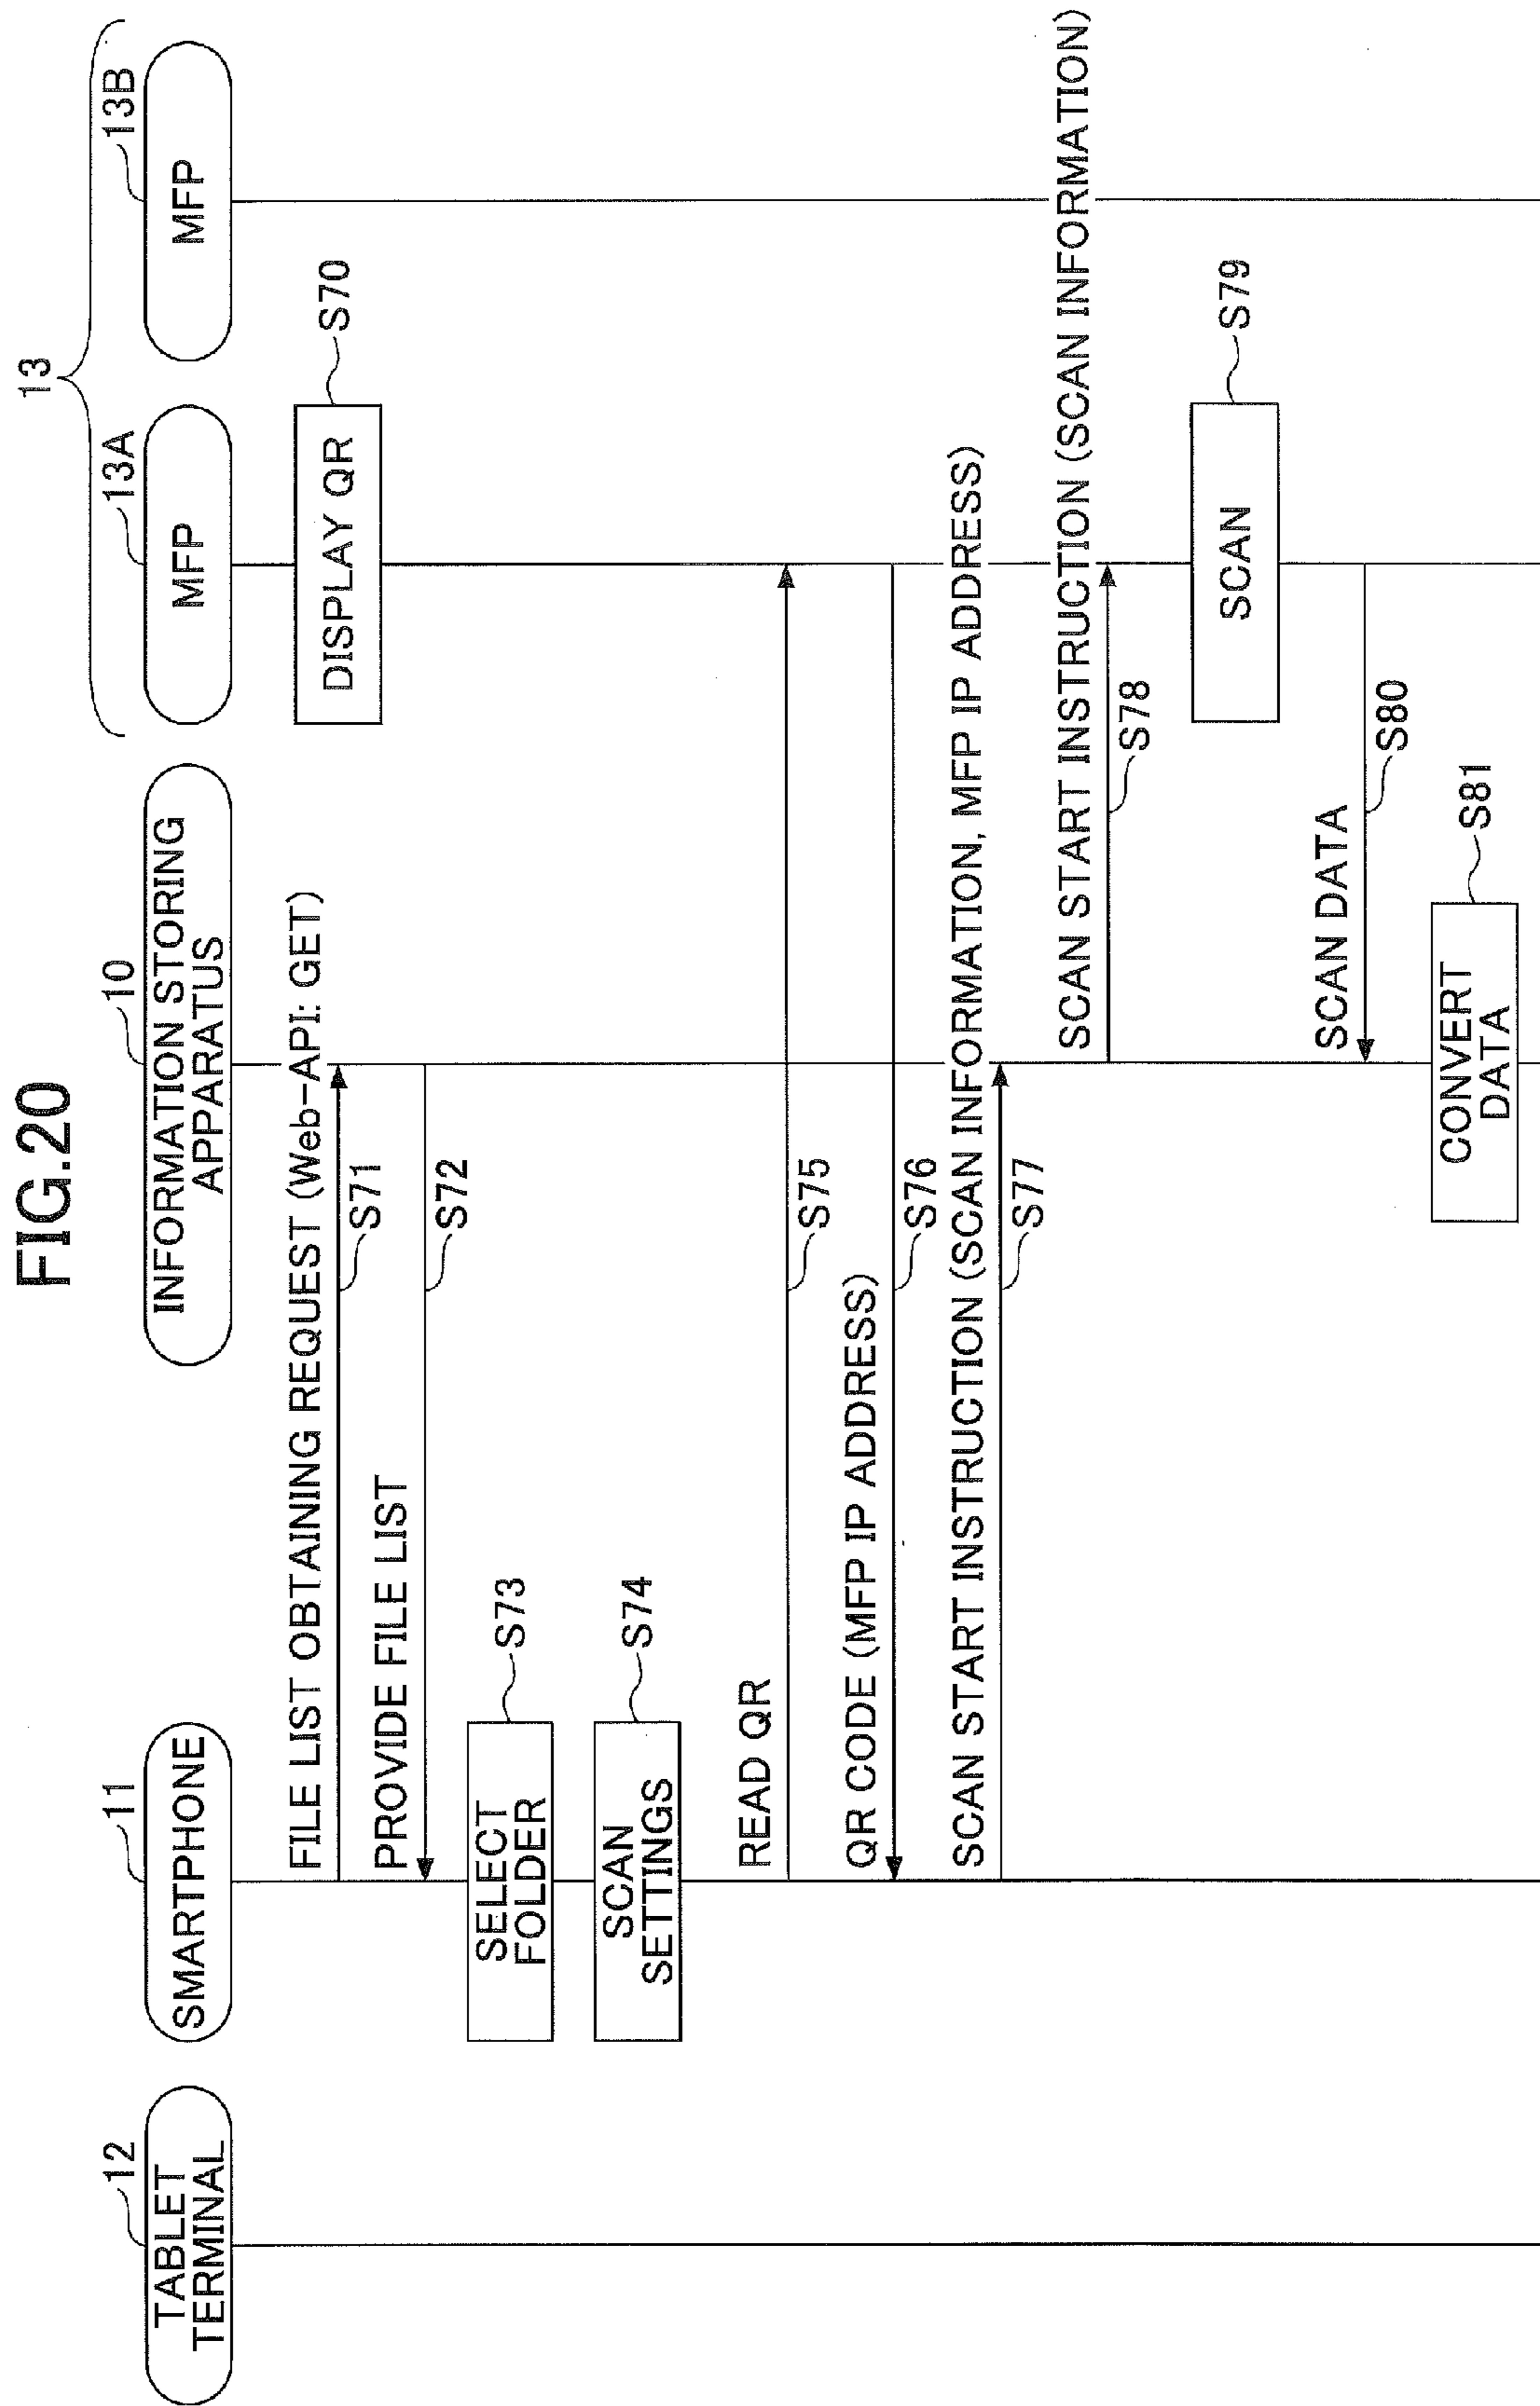 FIG.20
12
TABLET
TERMINAL
11
SMARTPHONE
10
INFORMATION STORING
APPARATUS
13
13A
MFP
13B
MFP
DISPLAY QR
S70
FILE LIST OBTAINING REQUEST (Web-API: GET)
S71
PROVIDE FILE LIST
S72
SELECT
FOLDER
S73
SCAN
SETTINGS
S74
READ QR
S75
QR CODE (MFP IP ADDRESS)
S76
SCAN START INSTRUCTION (SCAN INFORMATION, MFP IP ADDRESS)
S77
SCAN START INSTRUCTION (SCAN INFORMATION)
S78
SCAN
S79
SCAN DATA
S80
CONVERT
DATA
S81